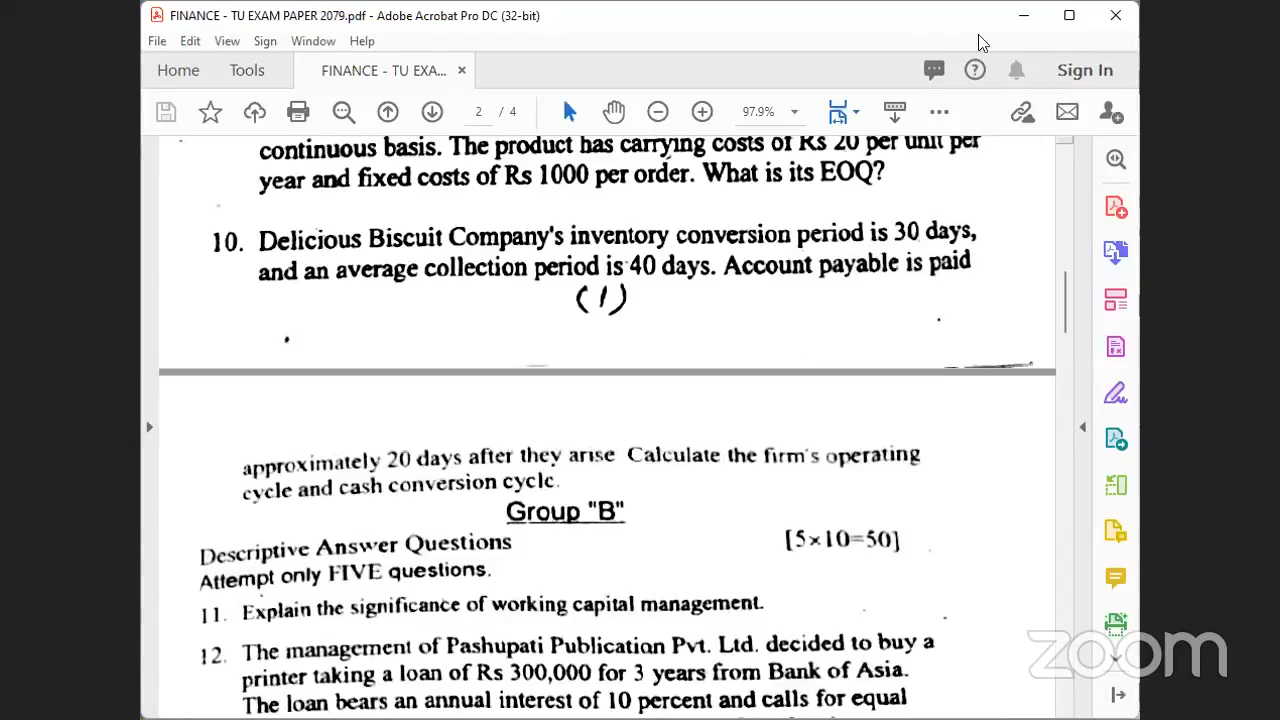 FINANCE - TU EXAM PAPER 2079.pdf - Adobe Acrobat Pro DC (32-bit)
File Edit View Sign Window Help
Home Tools FINANCE - TU EXA... × Sign In
2 / 4 97.9%
continuous basis. The product has carrying costs of Rs 20 per unit per
year and fixed costs of Rs 1000 per order. What is its EOQ?
10. Delicious Biscuit Company's inventory conversion period is 30 days,
and an average collection period is 40 days. Account payable is paid
(1)
approximately 20 days after they arise Calculate the firm's operating
cycle and cash conversion cycle.
Group "B"
Descriptive Answer Questions [5×10=50]
Attempt only FIVE questions.
11. Explain the significance of working capital management.
12. The management of Pashupati Publication Pvt. Ltd. decided to buy a
printer taking a loan of Rs 300,000 for 3 years from Bank of Asia.
The loan bears an annual interest of 10 percent and calls for equal
zoom